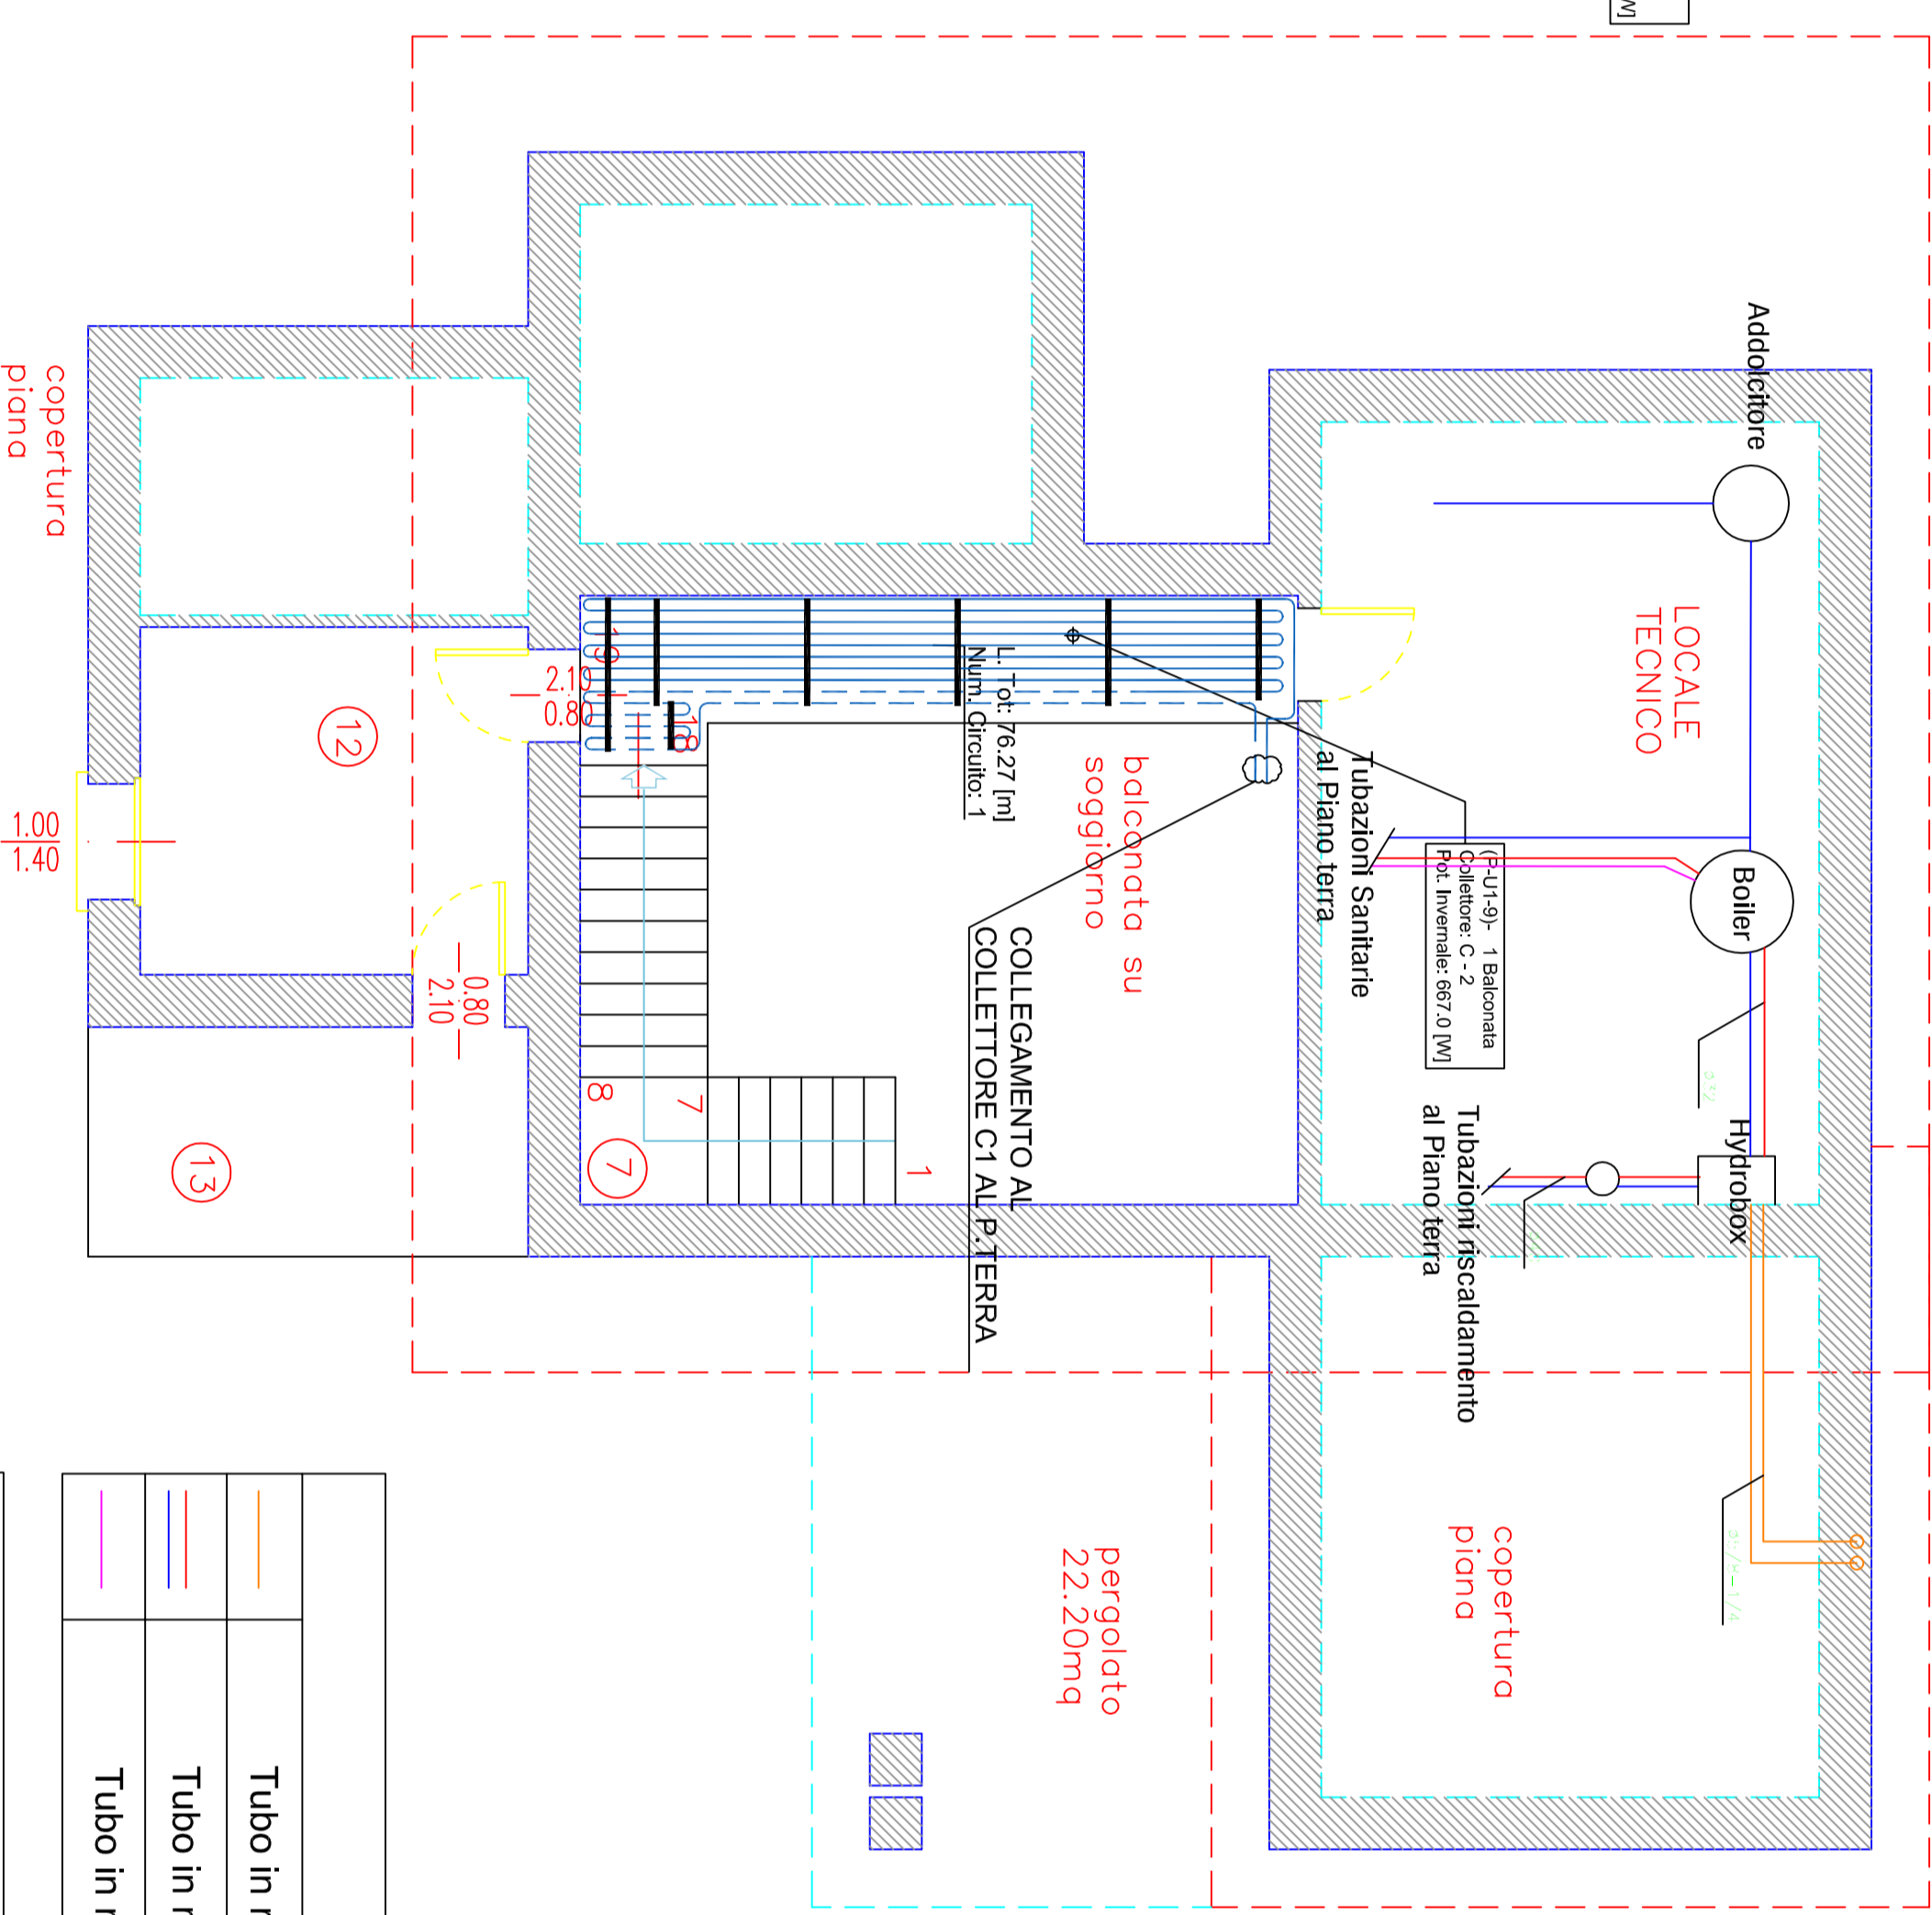 W]
Addolcitore
LOCALE
TECNICO
Tubazioni Sanitarie
al Piano terra
(P-U1-9)- 1 Balconata
Collettore: C - 2
Pot. Invernale: 667.0 [W]
Boiler
Hydrobox
Tubazioni riscaldamento
al Piano terra
copertura
piana
L. Tot: 76.27 [m]
Num. Circuito: 1
balconata su
soggiorno
COLLEGAMENTO AL
COLLETTORE C1 AL P.TERRA
pergolato
22.20mq
copertura
piana
12
2.10
0.80
18
1.00
1.40
0.80
2.10
8
7
7
1
13
Tubo in
Tubo in
Tubo in